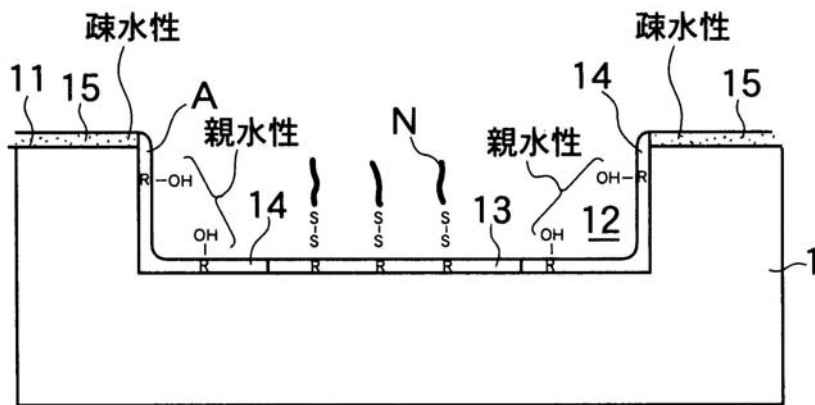 疎水性 疎水性
11 15 A 14 15
親水性 N 親水性
R-OH OH-R
OH 14 S S S 13 OH 12
S S S 1
R R R R R